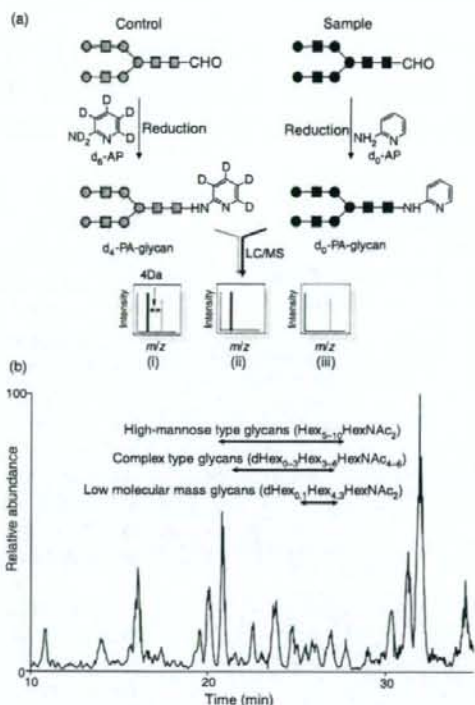 (a)
Control
Sample
CHO
CHO
D
D D
ND₂ N D
d₆-AP
Reduction
Reduction
NH₂ N
d₀-AP
D
D D
HN N D
NH N
d₄-PA-glycan
d₀-PA-glycan
LC/MS
4Da
Intensity
Intensity
Intensity
m/z
m/z
m/z
(i)
(ii)
(iii)
(b)
100
High-mannose type glycans (Hex₅₋₁₀HexNAc₂)
Complex type glycans (dHex₀₋₃Hex₃₋₆HexNAc₄₋₆)
Low molecular mass glycans (dHex₀,₁Hex₄,₃HexNAc₂)
Relative abundance
0
10
20
30
Time (min)